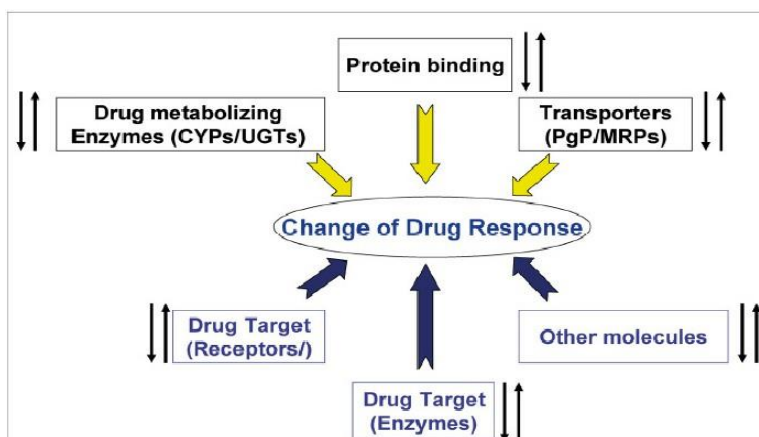 Protein binding
Drug metabolizing
Enzymes (CYPs/UGTs)
Transporters
(PgP/MRPs)
Change of Drug Response
Drug Target
(Receptors/)
Other molecules
Drug Target
(Enzymes)